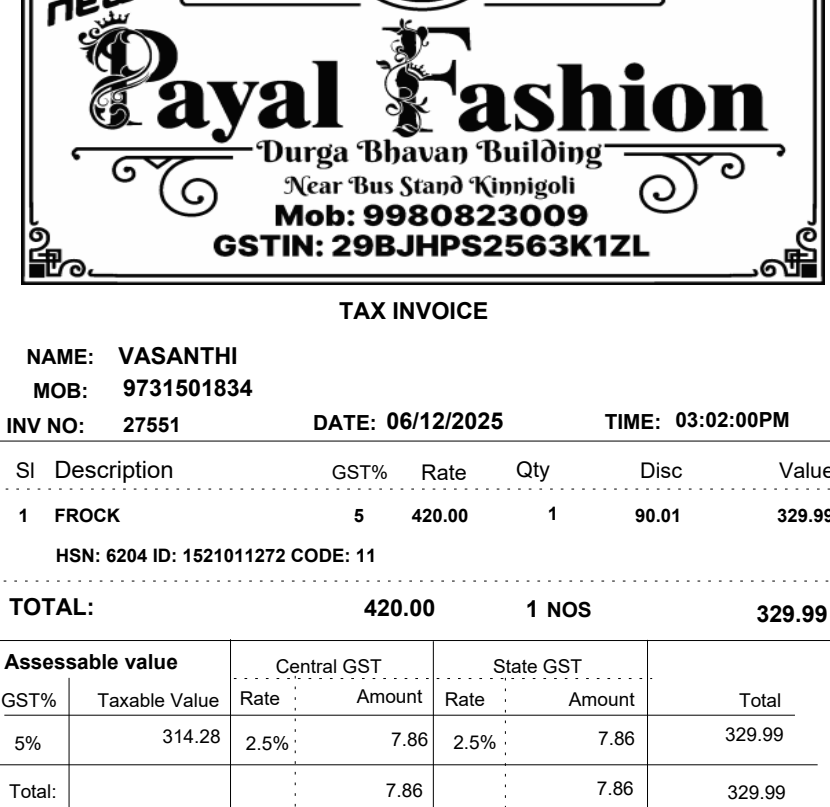 new
Payal Fashion
Durga Bhavan Building
Near Bus Stand Kinnigoli
Mob: 9980823009
GSTIN: 29BJHPS2563K1ZL
TAX INVOICE
NAME: VASANTHI
MOB: 9731501834
INV NO: 27551 DATE: 06/12/2025 TIME: 03:02:00PM
Sl Description GST% Rate Qty Disc Value
1 FROCK 5 420.00 1 90.01 329.99
HSN: 6204 ID: 1521011272 CODE: 11
TOTAL: 420.00 1 NOS 329.99
Assessable value Central GST State GST
GST% Taxable Value Rate Amount Rate Amount Total
5% 314.28 2.5% 7.86 2.5% 7.86 329.99
Total: 7.86 7.86 329.99